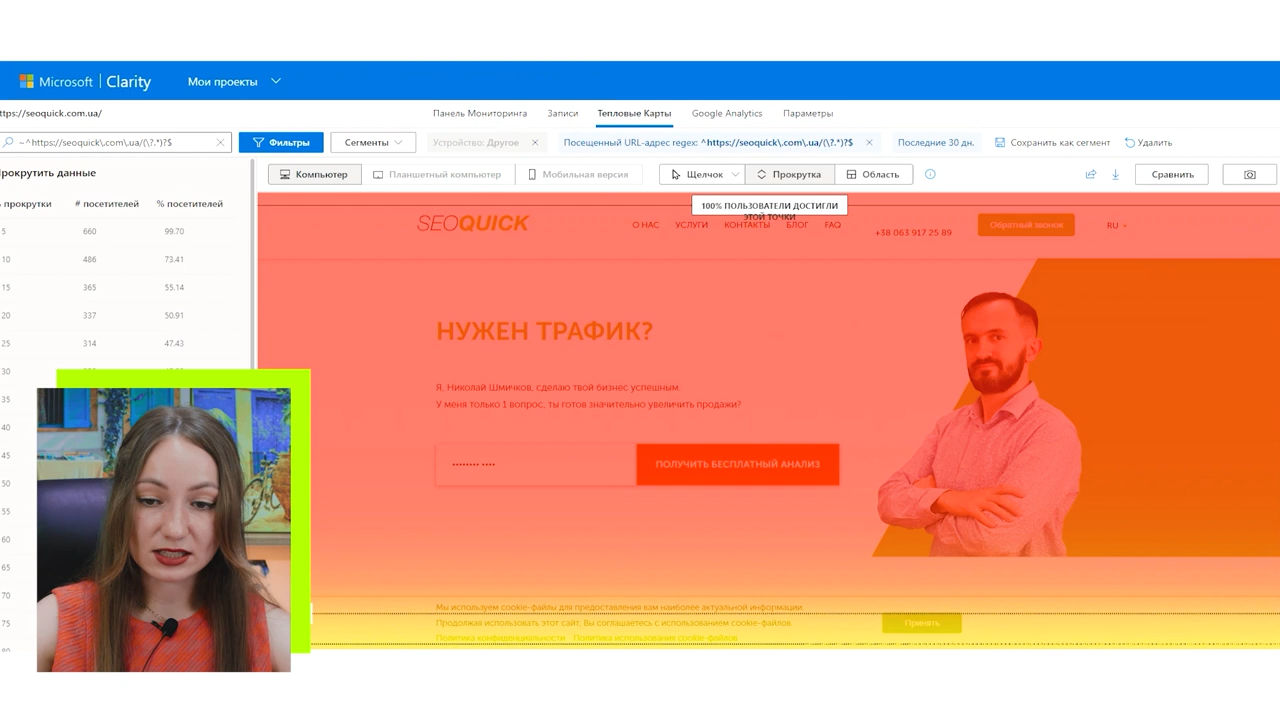 Microsoft | Clarity Мои проекты
ttps://seoquick.com.ua/ Панель Мониторинга Записи Тепловые Карты Google Analytics Параметры
~^https://seoquick\.com\.ua/(\?.*)?$ Фильтры Сегменты Устройство: Другое Посещенный URL-адрес regex: ^https://seoquick\.com\.ua/(\?.*)?$ Последние 30 дн. Сохранить как сегмент Удалить
Прокрутить данные Компьютер Планшетный компьютер Мобильная версия Щелчок Прокрутка Область Сравнить
прокрутки # посетителей % посетителей
100% ПОЛЬЗОВАТЕЛИ ДОСТИГЛИ
ЭТОЙ ТОЧКИ
SEOQUICK О НАС УСЛУГИ КОНТАКТЫ БЛОГ FAQ +38 063 917 25 89 Обратный звонок RU
5 660 99.70
10 486 73.41
15 365 55.14
20 337 50.91
25 314 47.43
30
35
40
45
50
55
60
65
70
75
НУЖЕН ТРАФИК?
Я, Николай Шмичков, сделаю твой бизнес успешным.
У меня только 1 вопрос, ты готов значительно увеличить продажи?
ПОЛУЧИТЬ БЕСПЛАТНЫЙ АНАЛИЗ
Мы используем cookie-файлы для предоставления вам наиболее актуальной информации.
Продолжая использовать этот сайт, Вы соглашаетесь с использованием cookie-файлов.
Политика конфиденциальности Политика использования cookie-файлов
Принять